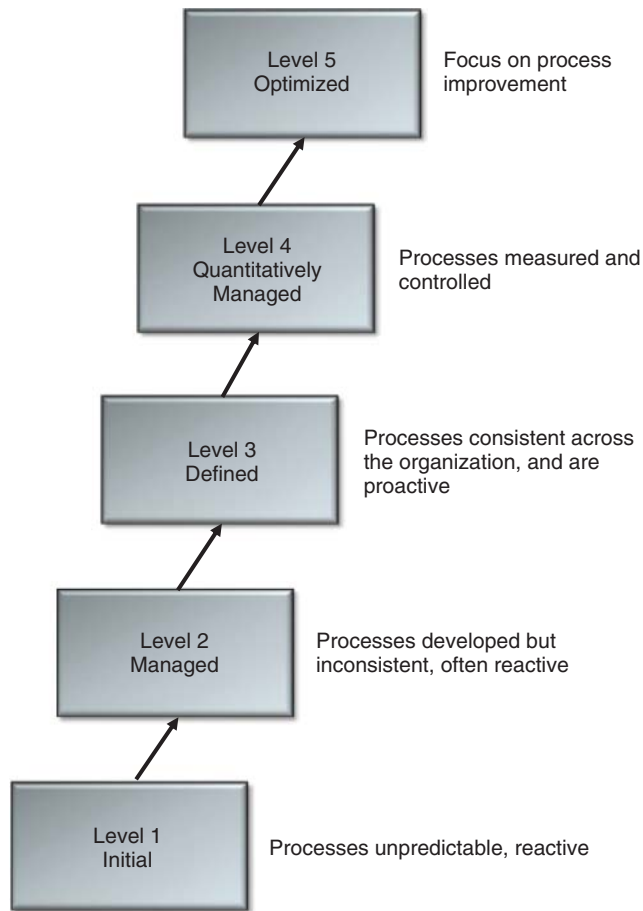 Level 5
Optimized
Focus on process
improvement
Level 4
Quantitatively
Managed
Processes measured and
controlled
Level 3
Defined
Processes consistent across
the organization, and are
proactive
Level 2
Managed
Processes developed but
inconsistent, often reactive
Level 1
Initial
Processes unpredictable, reactive